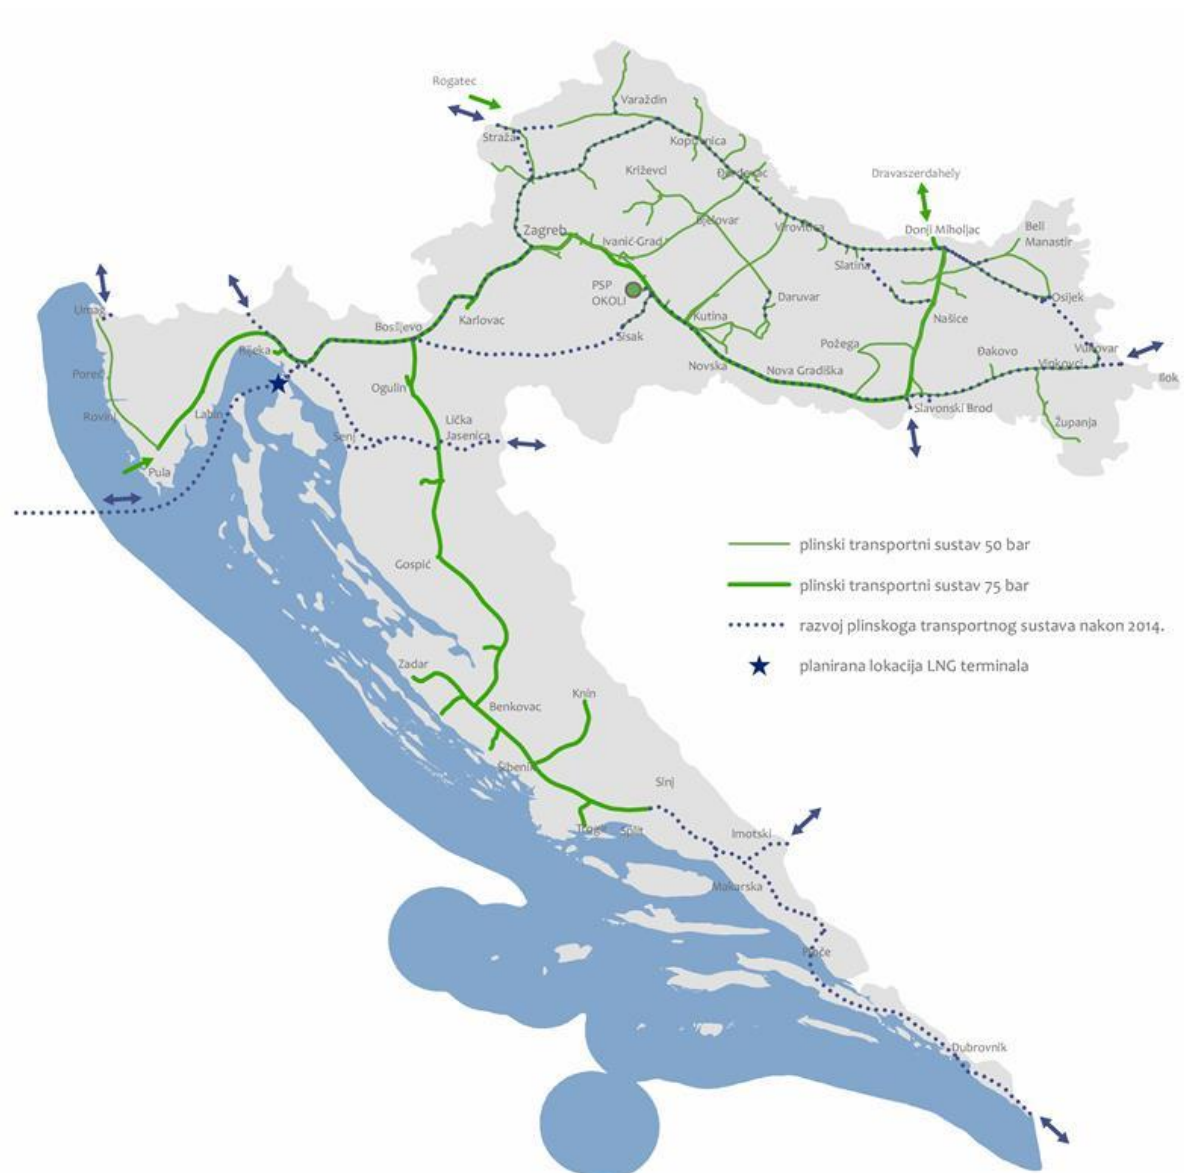 Rogatec
Varaždin
Straža
Koprivnica
Križevci
Đurđevac
Dravaszerdahely
Bjelovar
Virovitica
Donji Miholjac
Beli
Manastir
Zagreb
Ivanić Grad
Slatina
PSP
OKOLI
Daruvar
Osijek
Umag
Karlovac
Kutina
Našice
Bosiljevo
Sisak
Požega
Đakovo
Vukovar
Rijeka
Novska
Nova Gradiška
Vinkovci
Ilok
Poreč
Ogulin
Slavonski Brod
Rovinj
Labin
Lička
Jasenica
Županja
Senj
Pula
plinski transportni sustav 50 bar
Gospić
plinski transportni sustav 75 bar
razvoj plinskoga transportnog sustava nakon 2014.
Zadar
planirana lokacija LNG terminala
Knin
Benkovac
Šibenik
Sinj
Trogir
Split
Imotski
Makarska
Ploče
Dubrovnik